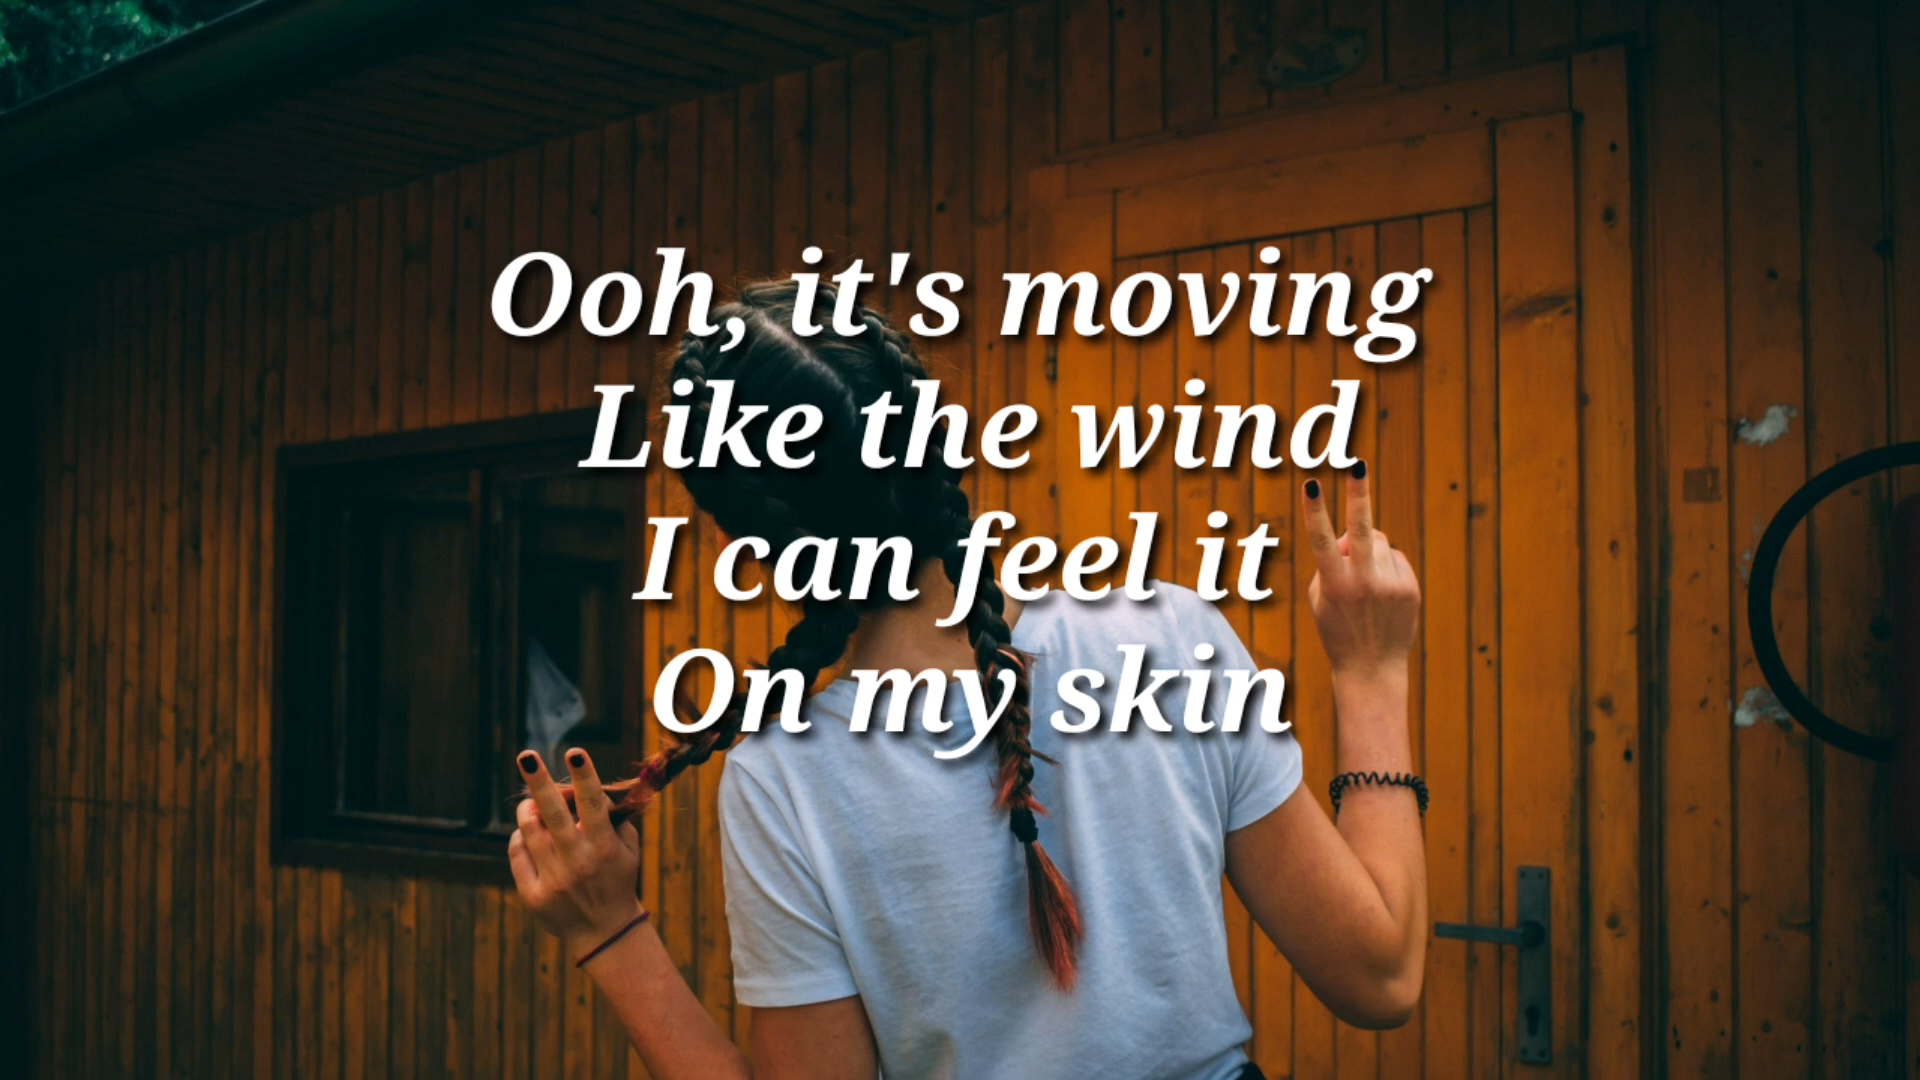 Ooh, it's moving
Like the wind
I can feel it
On my skin